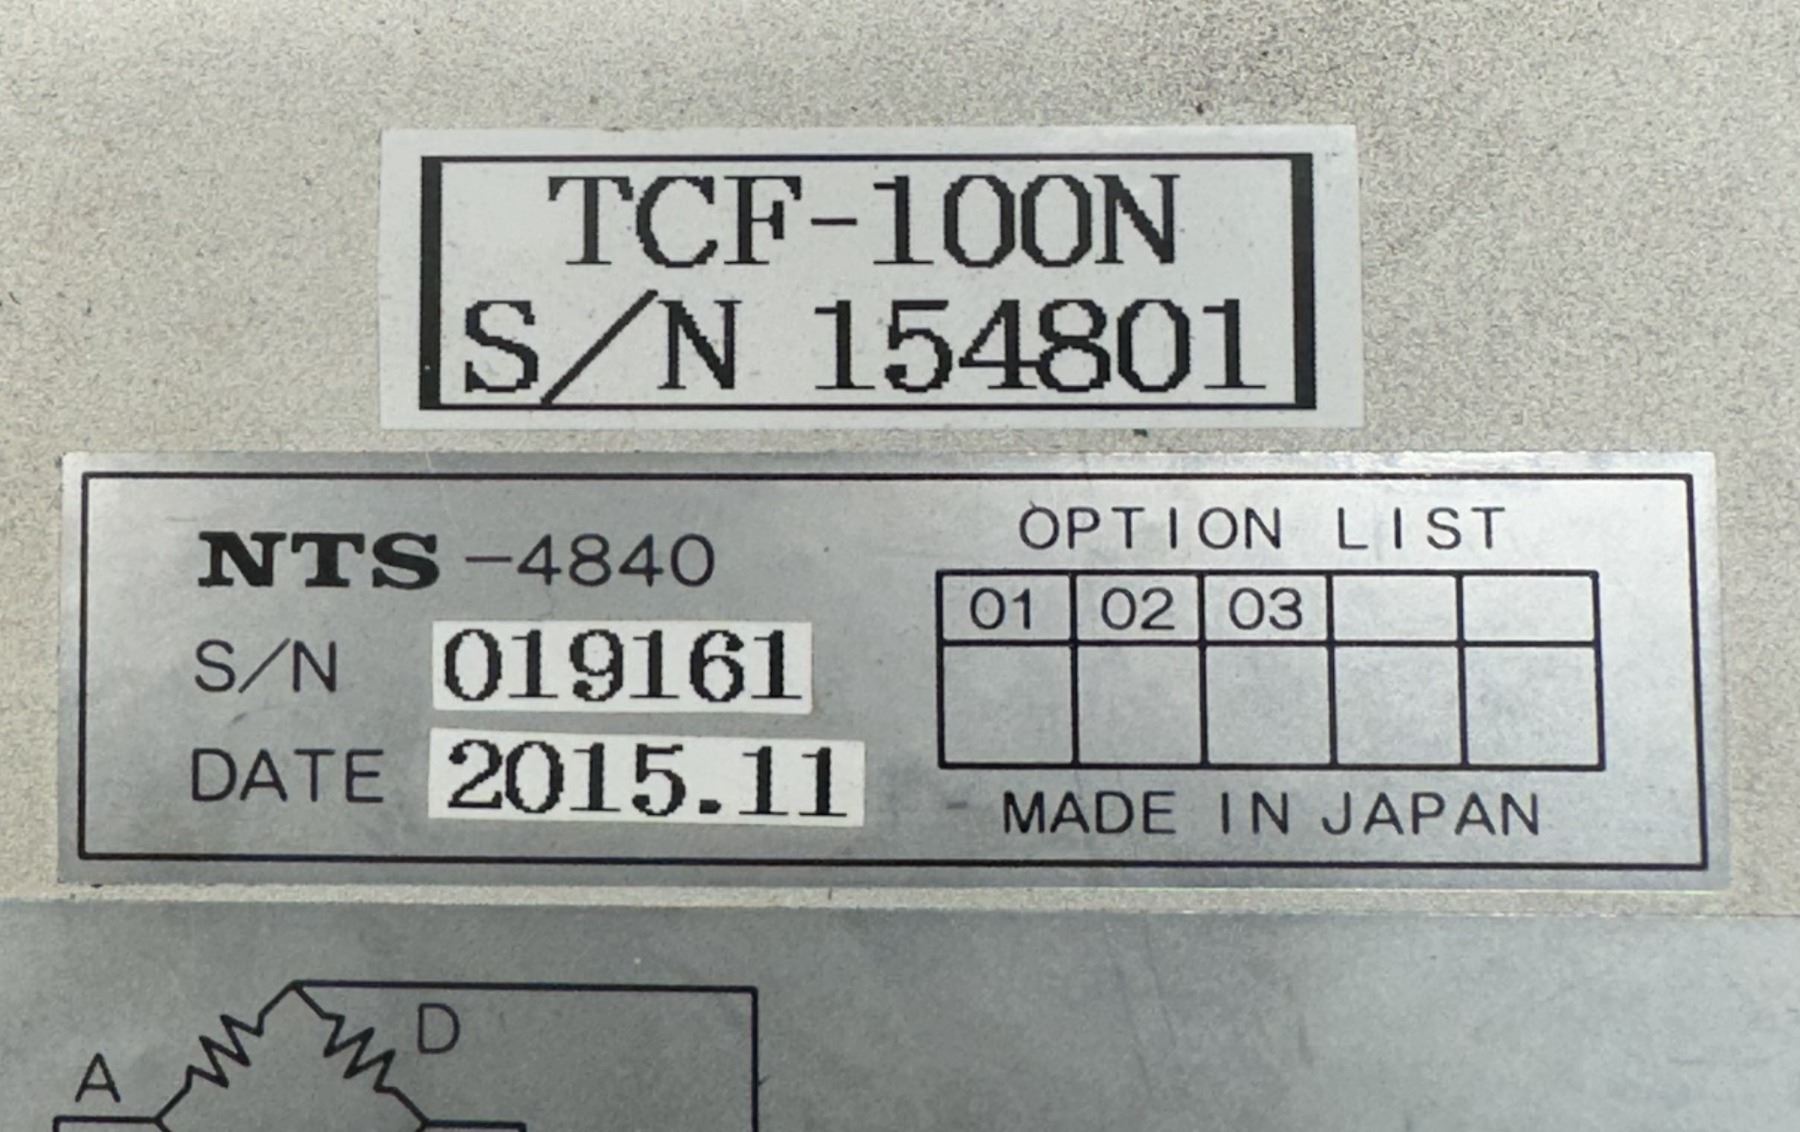 TCF-100N
S/N 154801
NTS-4840
S/N 019161
DATE 2015.11
OPTION LIST
01 02 03
MADE IN JAPAN
A
D